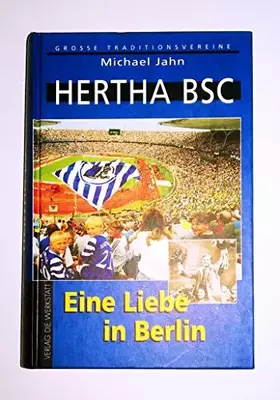 GROSSE TRADITIONSVEREINE
Michael Jahn
HERTHA BSC
Eine Liebe
in Berlin
VERLAG DIE WERKSTATT